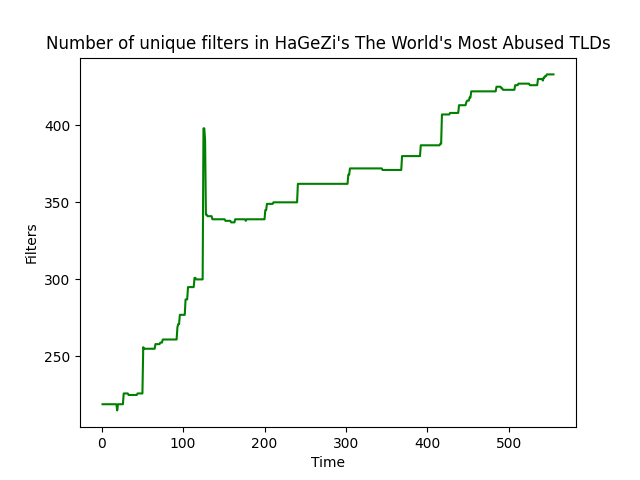 Number of unique filters in HaGeZi's The World's Most Abused TLDs
Filters
400
350
300
250
0 100 200 300 400 500
Time